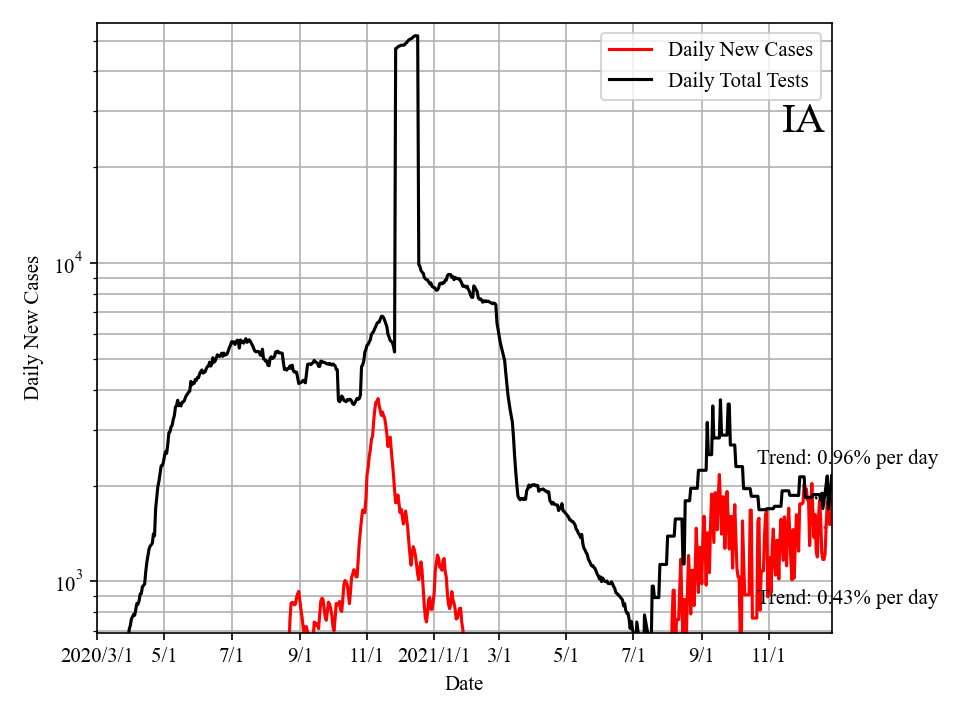 Daily New Cases
Daily Total Tests
IA
Daily New Cases
10^4
10^3
Trend: 0.96% per day
Trend: 0.43% per day
2020/3/1 5/1 7/1 9/1 11/1 2021/1/1 3/1 5/1 7/1 9/1 11/1
Date